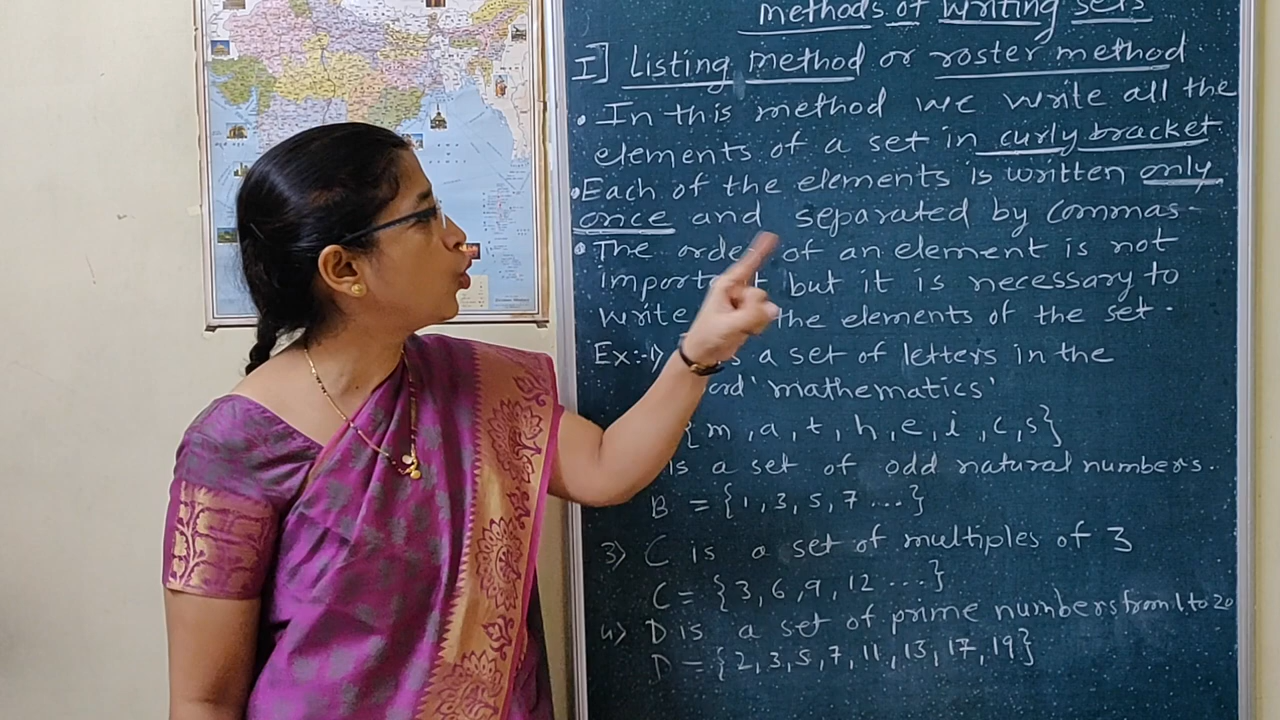 methods of writing sets
I] Listing method or roster method
• In this method we write all the
elements of a set in curly bracket
• Each of the elements is written only
once and separated by commas.
• The order of an element is not
important but it is necessary to
write the elements of the set.
Ex:-1) is a set of letters in the
word 'mathematics'
{m, a, t, h, e, i, c, s}
is a set of odd natural numbers.
B = {1, 3, 5, 7 ...}
3) C is a set of multiples of 3
C = {3, 6, 9, 12 ....}
4) D is a set of prime numbers from 1 to 20
D = {2, 3, 5, 7, 11, 13, 17, 19}